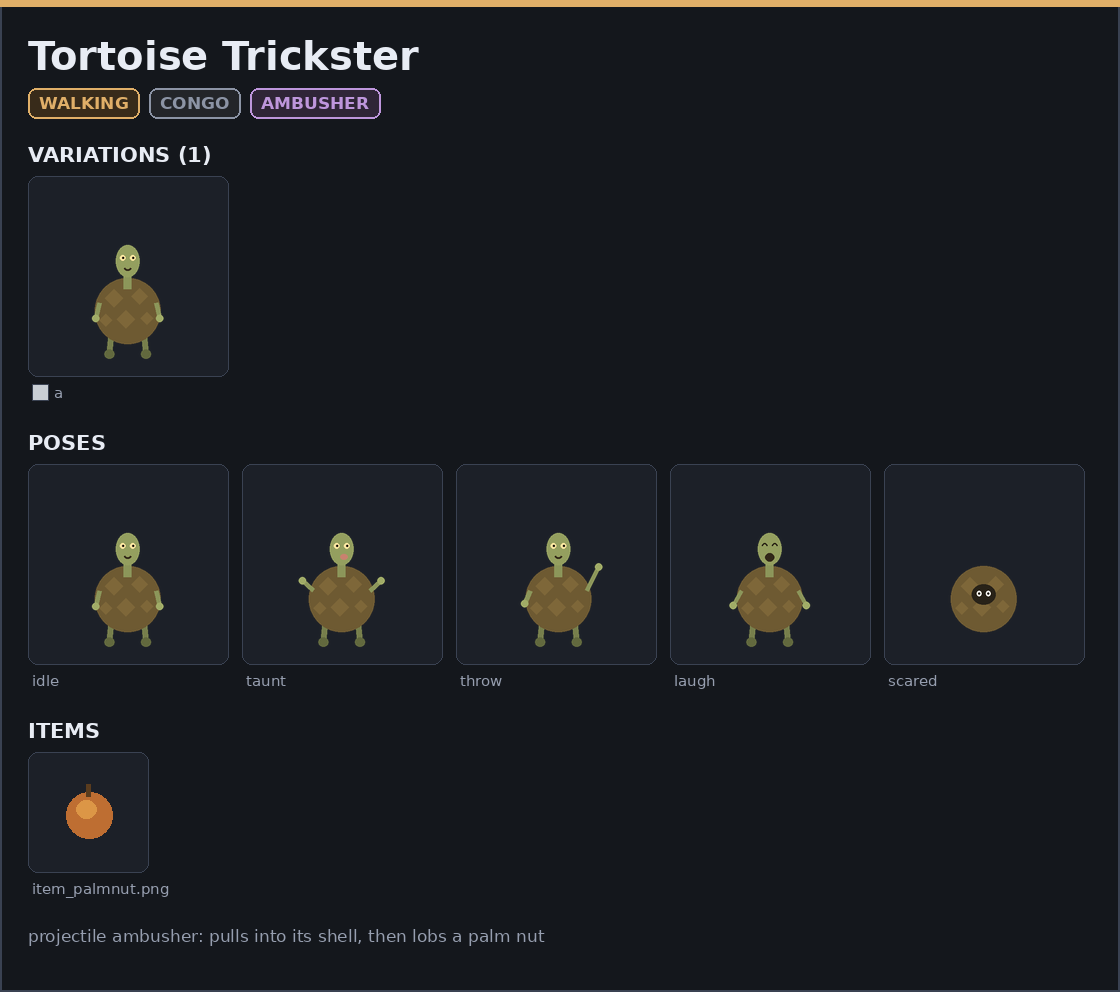 Tortoise Trickster
WALKING CONGO AMBUSHER
VARIATIONS (1)
a
POSES
idle taunt throw laugh scared
ITEMS
item_palmnut.png
projectile ambusher: pulls into its shell, then lobs a palm nut